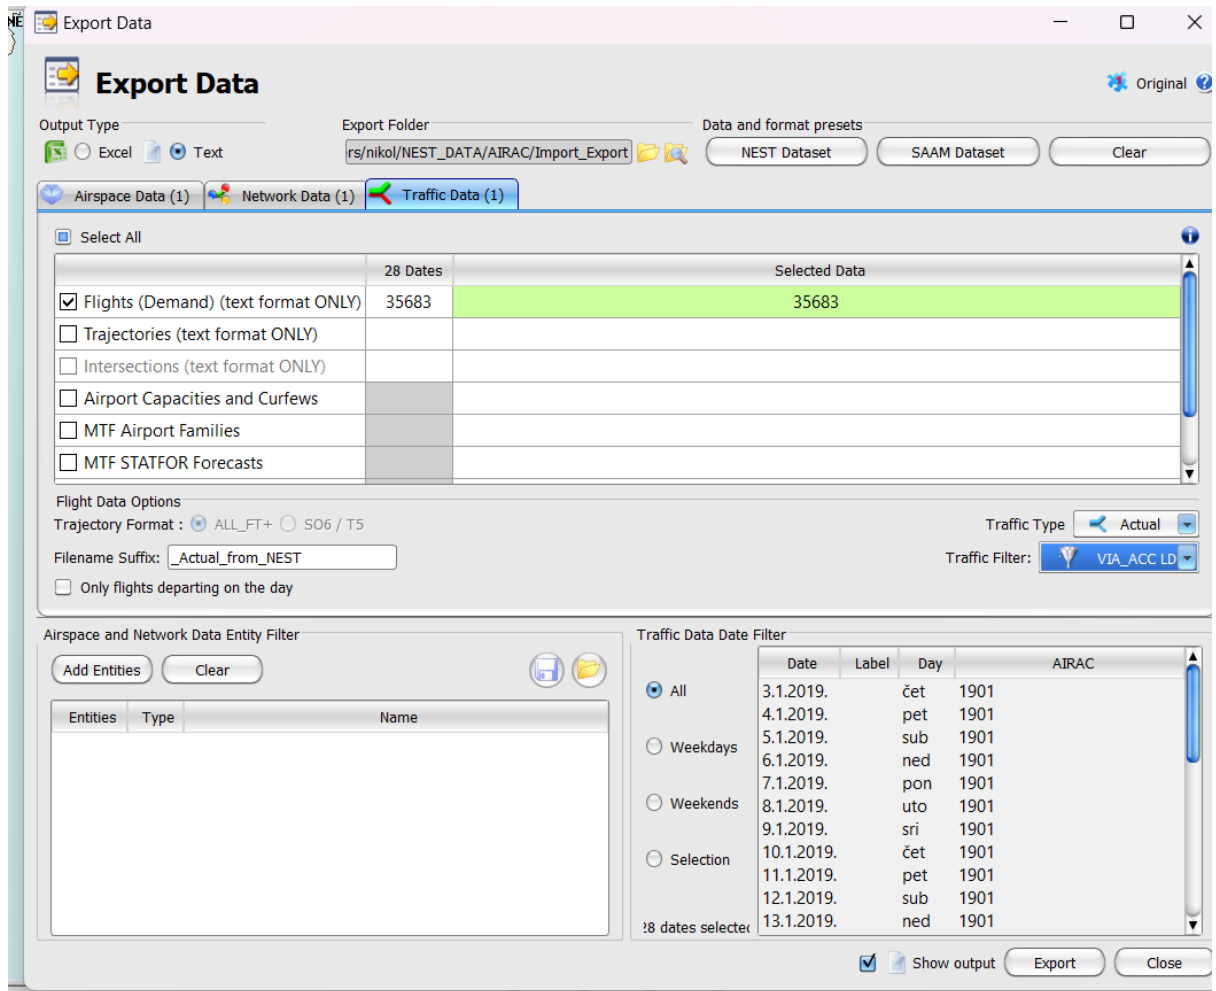 NÊ
Export Data
Export Data
Original
Output Type
Export Folder
Data and format presets
Excel
Text
rs/nikol/NEST_DATA/AIRAC/Import_Export
NEST Dataset
SAAM Dataset
Clear
Airspace Data (1)
Network Data (1)
Traffic Data (1)
Select All
28 Dates
Selected Data
Flights (Demand) (text format ONLY)
35683
35683
Trajectories (text format ONLY)
Intersections (text format ONLY)
Airport Capacities and Curfews
MTF Airport Families
MTF STATFOR Forecasts
Flight Data Options
Trajectory Format : ALL_FT+ SO6 / T5
Traffic Type Actual
Filename Suffix: _Actual_from_NEST
Traffic Filter: VIA_ACC LD
Only flights departing on the day
Airspace and Network Data Entity Filter
Add Entities
Clear
Entities Type Name
Traffic Data Date Filter
All
Weekdays
Weekends
Selection
28 dates selected
Date Label Day AIRAC
3.1.2019. čet 1901
4.1.2019. pet 1901
5.1.2019. sub 1901
6.1.2019. ned 1901
7.1.2019. pon 1901
8.1.2019. uto 1901
9.1.2019. sri 1901
10.1.2019. čet 1901
11.1.2019. pet 1901
12.1.2019. sub 1901
13.1.2019. ned 1901
Show output
Export
Close